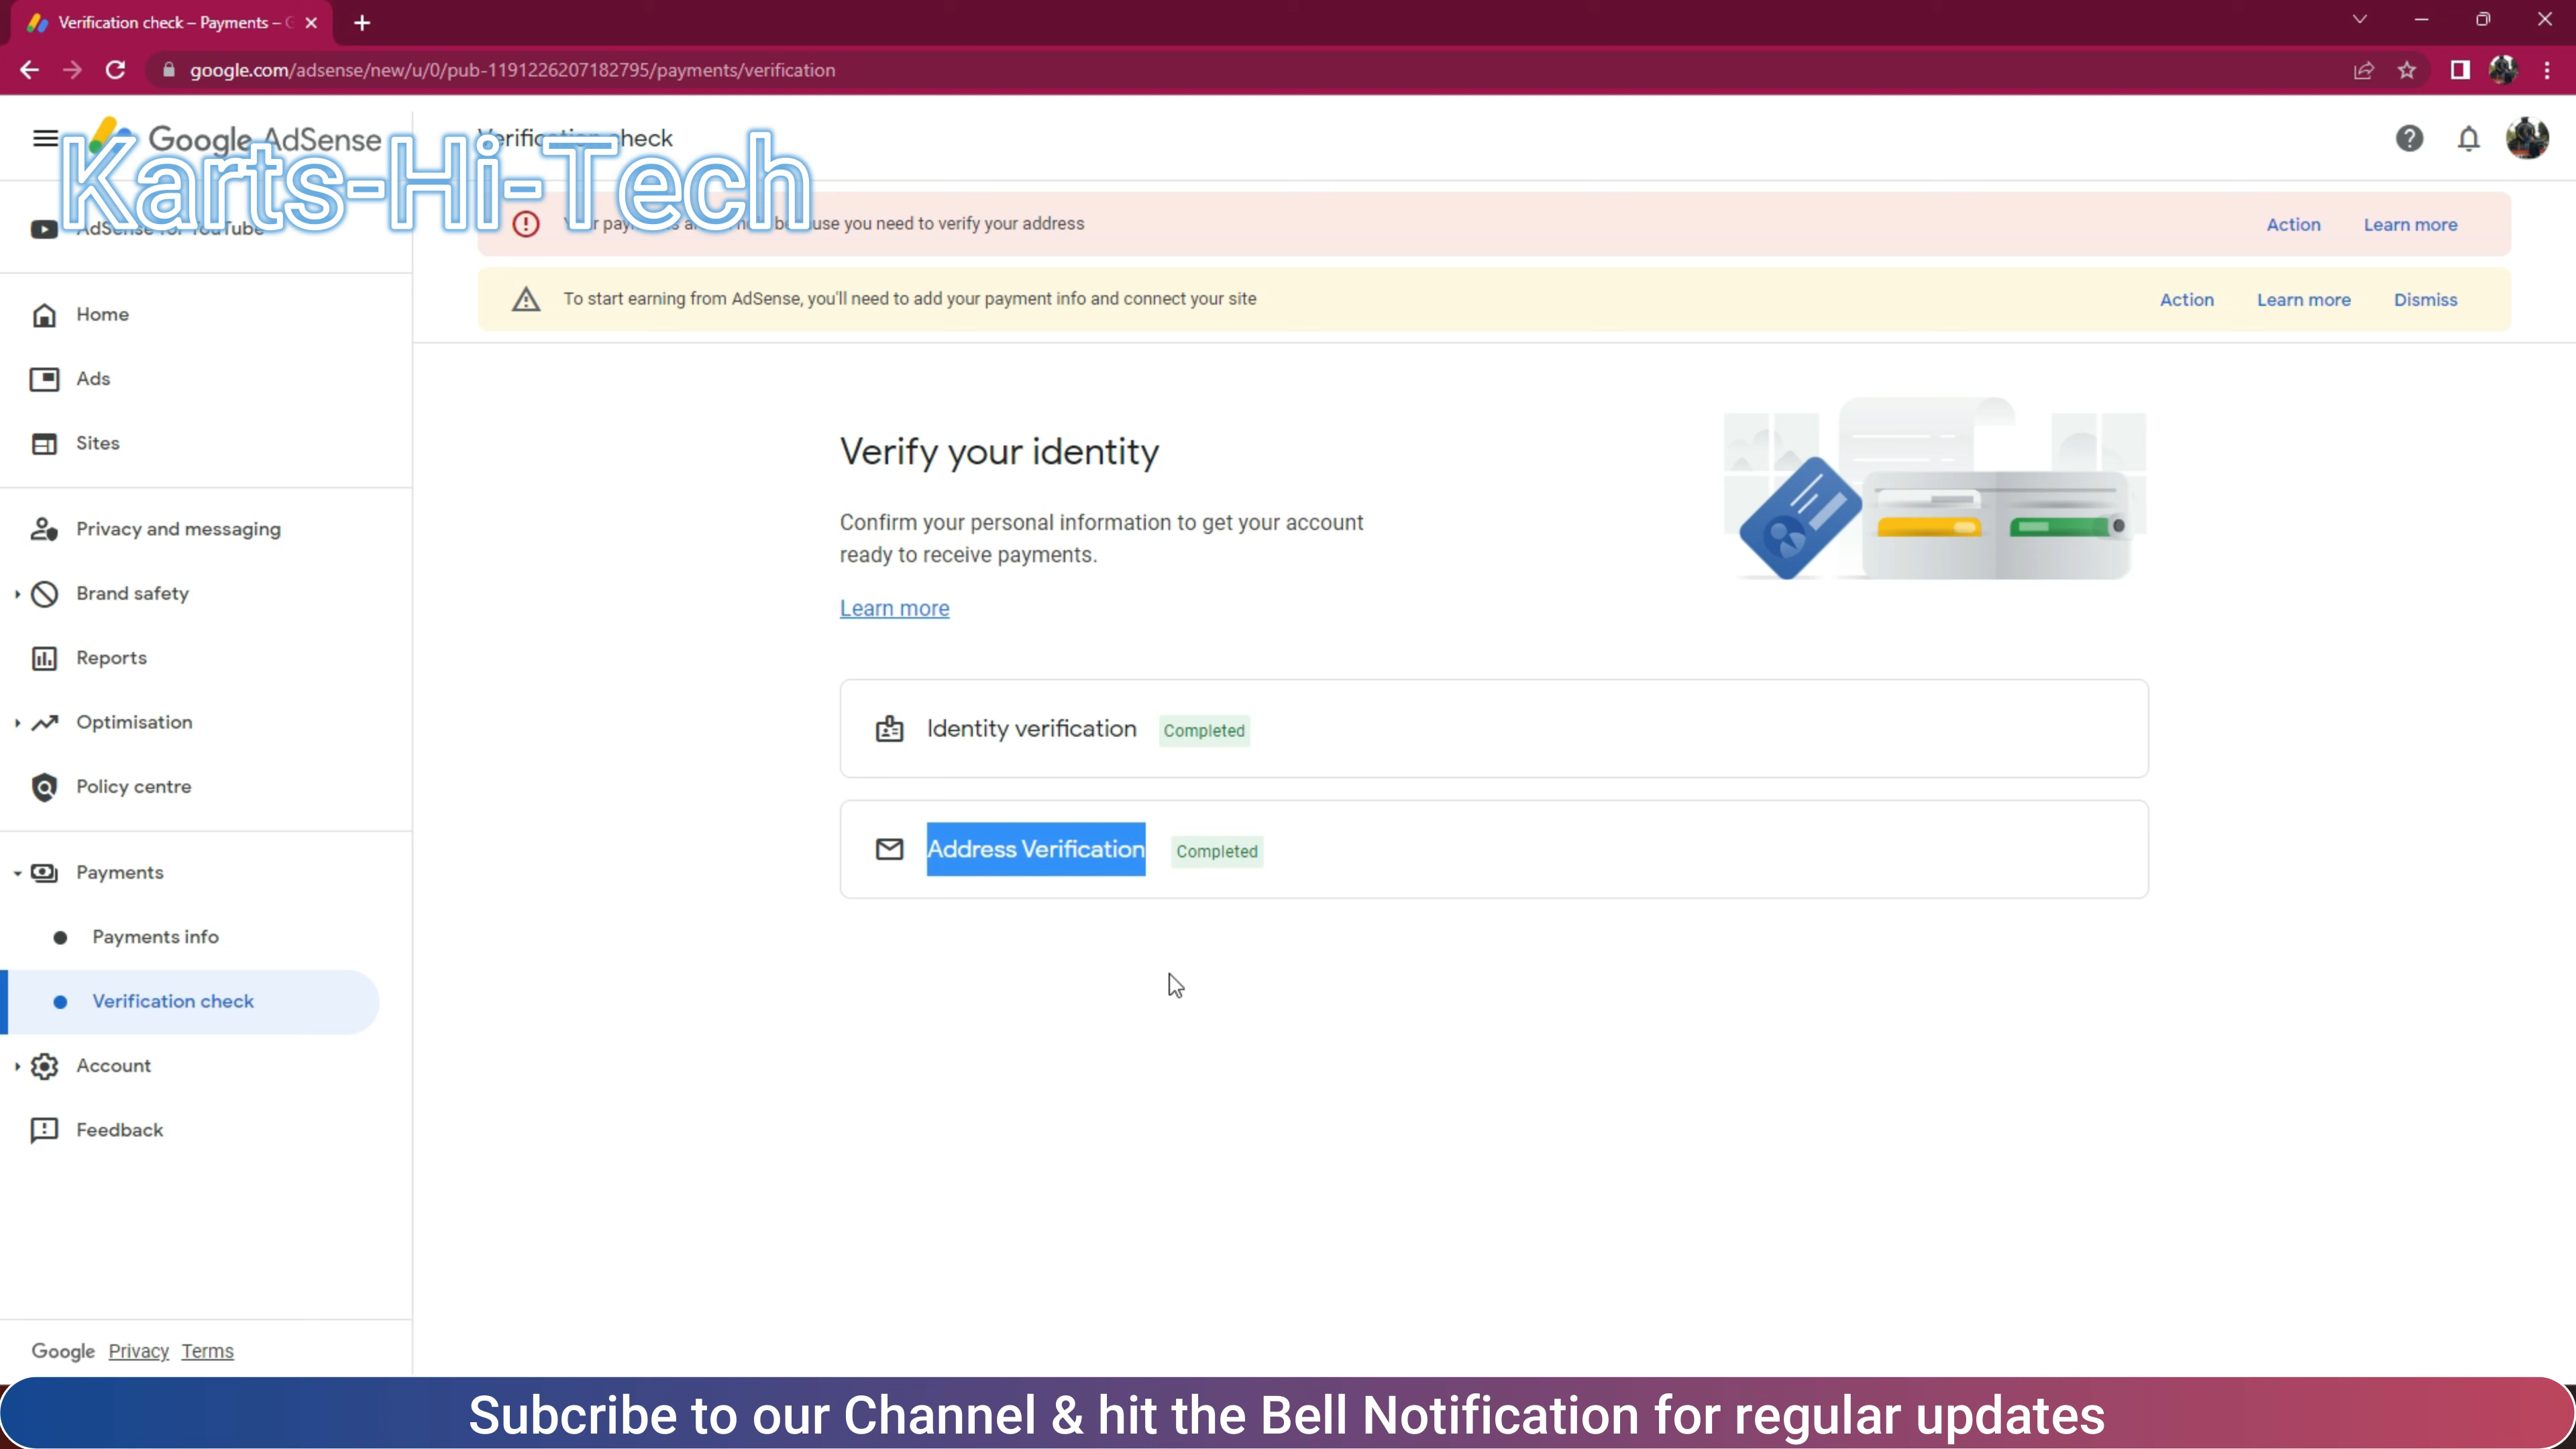 Verification check – Payments –
google.com/adsense/new/u/0/pub-1191226207182795/payments/verification
Google AdSense
Verification check
Karts-Hi-Tech
AdSense for YouTube
use you need to verify your address
Action
Learn more
To start earning from AdSense, you'll need to add your payment info and connect your site
Action
Learn more
Dismiss
Home
Ads
Sites
Privacy and messaging
Brand safety
Reports
Optimisation
Policy centre
Payments
Payments info
Verification check
Account
Feedback
Verify your identity
Confirm your personal information to get your account
ready to receive payments.
Learn more
Identity verification
Completed
Address Verification
Completed
Google Privacy Terms
Subcribe to our Channel & hit the Bell Notification for regular updates